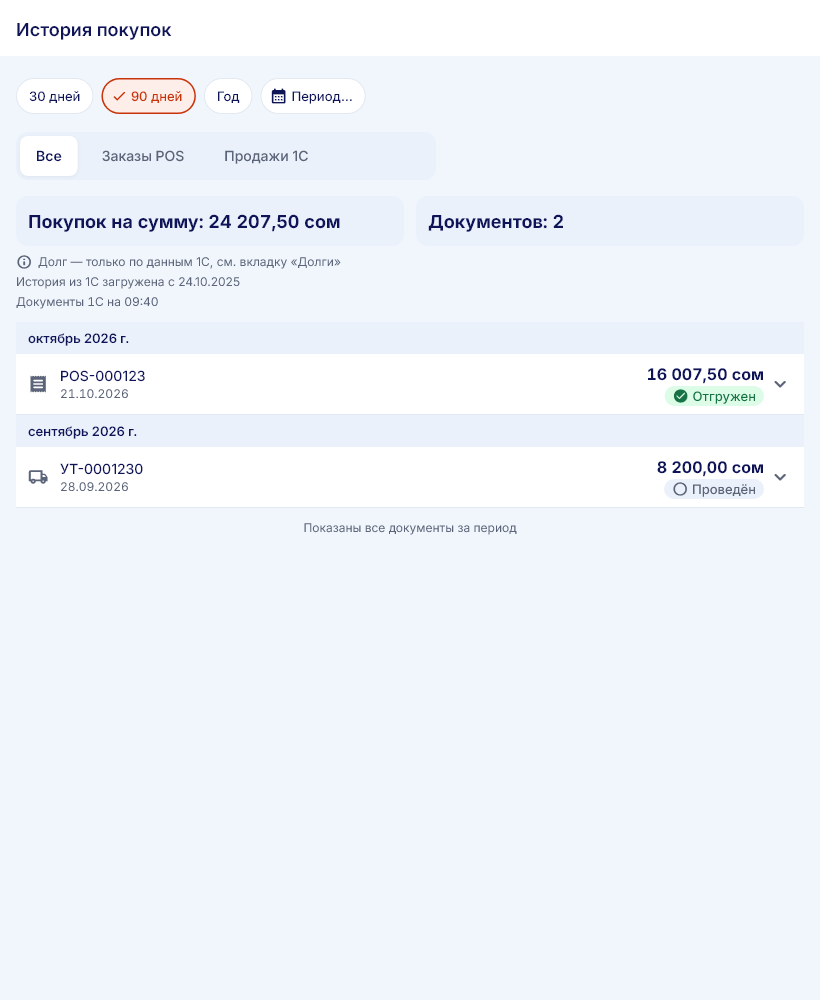 История покупок
30 дней
90 дней
Год
Период...
Все
Заказы POS
Продажи 1С
Покупок на сумму: 24 207,50 сом
Документов: 2
Долг — только по данным 1С, см. вкладку «Долги»
История из 1С загружена с 24.10.2025
Документы 1С на 09:40
октябрь 2026 г.
POS-000123
16 007,50 сом
21.10.2026
Отгружен
сентябрь 2026 г.
УТ-0001230
8 200,00 сом
28.09.2026
Проведён
Показаны все документы за период